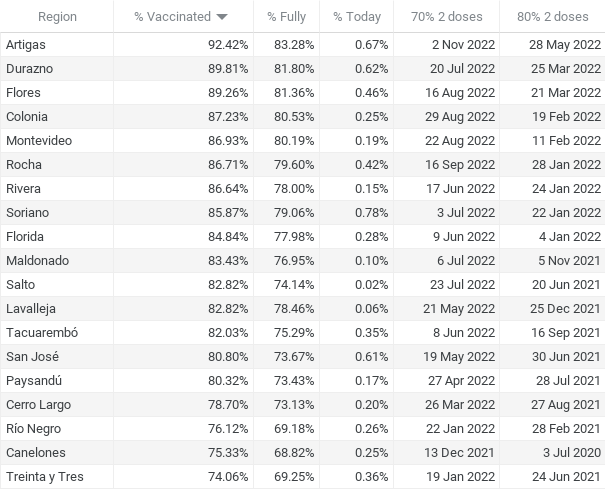 Region % Vaccinated % Fully % Today 70% 2 doses 80% 2 doses
Artigas 92.42% 83.28% 0.67% 2 Nov 2022 28 May 2022
Durazno 89.81% 81.80% 0.62% 20 Jul 2022 25 Mar 2022
Flores 89.26% 81.36% 0.46% 16 Aug 2022 21 Mar 2022
Colonia 87.23% 80.53% 0.25% 29 Aug 2022 19 Feb 2022
Montevideo 86.93% 80.19% 0.19% 22 Aug 2022 11 Feb 2022
Rocha 86.71% 79.60% 0.42% 16 Sep 2022 28 Jan 2022
Rivera 86.64% 78.00% 0.15% 17 Jun 2022 24 Jan 2022
Soriano 85.87% 79.06% 0.78% 3 Jul 2022 22 Jan 2022
Florida 84.84% 77.98% 0.28% 9 Jun 2022 4 Jan 2022
Maldonado 83.43% 76.95% 0.10% 6 Jul 2022 5 Nov 2021
Salto 82.82% 74.14% 0.02% 23 Jul 2022 20 Jun 2021
Lavalleja 82.82% 78.46% 0.06% 21 May 2022 25 Dec 2021
Tacuarembó 82.03% 75.29% 0.35% 8 Jun 2022 16 Sep 2021
San José 80.80% 73.67% 0.61% 19 May 2022 30 Jun 2021
Paysandú 80.32% 73.43% 0.17% 27 Apr 2022 28 Jul 2021
Cerro Largo 78.70% 73.13% 0.20% 26 Mar 2022 27 Aug 2021
Río Negro 76.12% 69.18% 0.26% 22 Jan 2022 28 Feb 2021
Canelones 75.33% 68.82% 0.25% 13 Dec 2021 3 Jul 2020
Treinta y Tres 74.06% 69.25% 0.36% 19 Jan 2022 24 Jun 2021